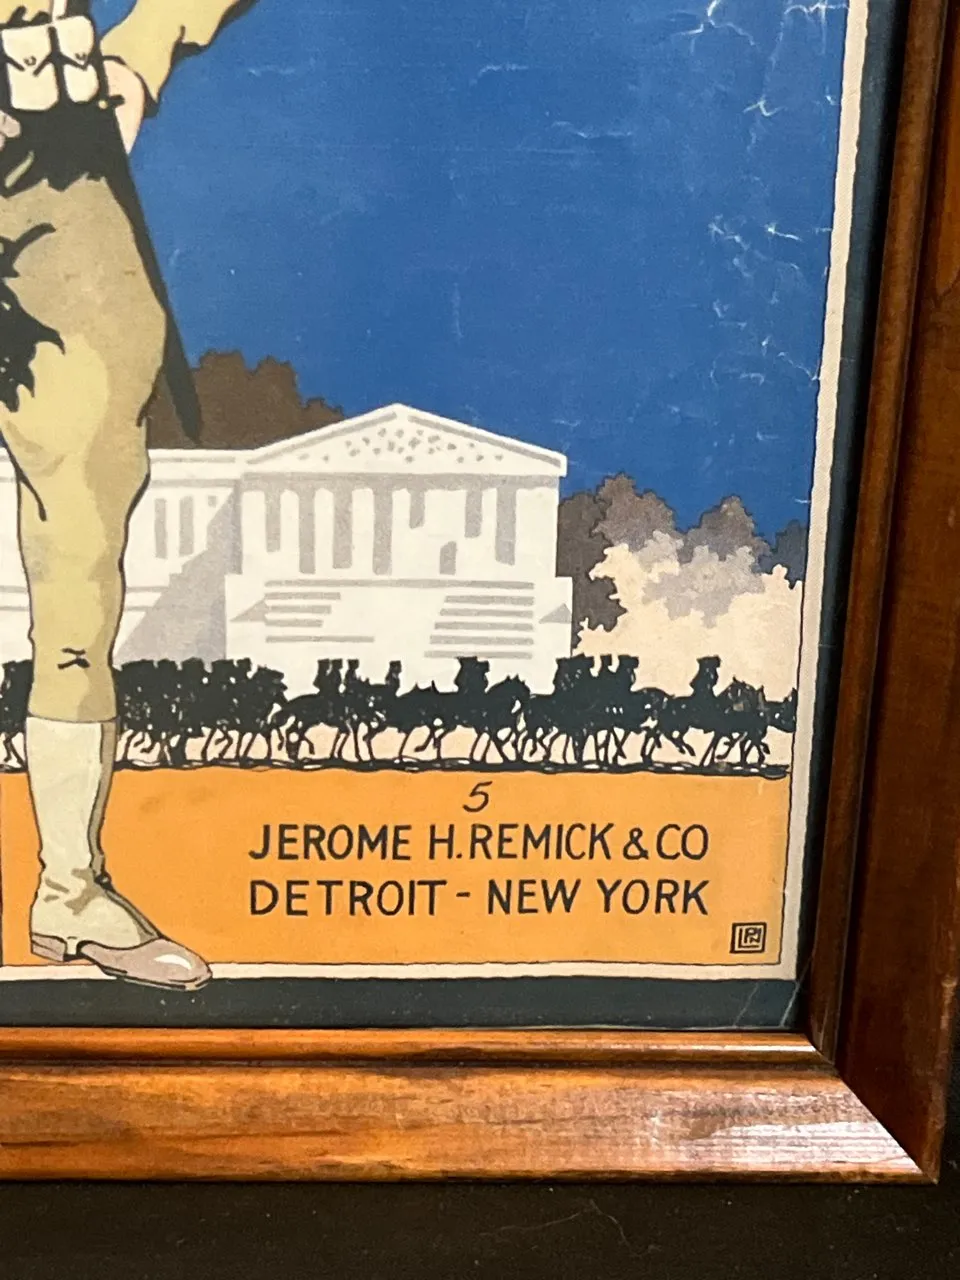 5
JEROME H. REMICK & CO
DETROIT - NEW YORK